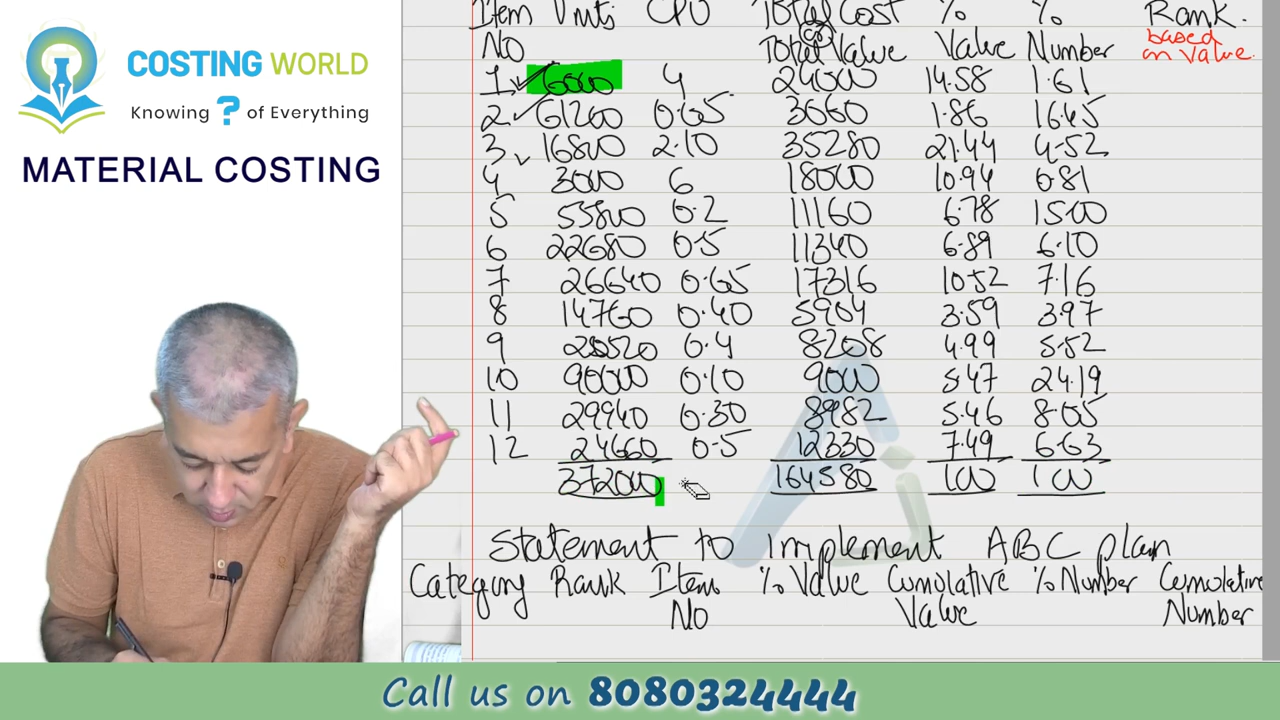 COSTING WORLD
Knowing ? of Everything
MATERIAL COSTING
Item Units CPU Total Cost % % Rank.
(or) based
No Total Value Value Number on Value.
1 6000 4 24000 14.58 1.61
2 61200 0.05 3060 1.86 16.45
3 16800 2.10 35280 21.44 4.52
4 3000 6 18000 10.94 0.81
5 55800 0.2 11160 6.78 15.00
6 22680 0.5 11340 6.89 6.10
7 26640 0.65 17316 10.52 7.16
8 14760 0.40 5904 3.59 3.97
9 20520 0.4 8208 4.99 5.52
10 90000 0.10 9000 5.47 24.19
11 29940 0.30 8982 5.46 8.05
12 24660 0.5 12330 7.49 6.63
372000 164580 100 100
Statement to implement ABC plan
Category Rank Item % Value Cumulative % Number Cumulative
No Value Number
Call us on 8080324444